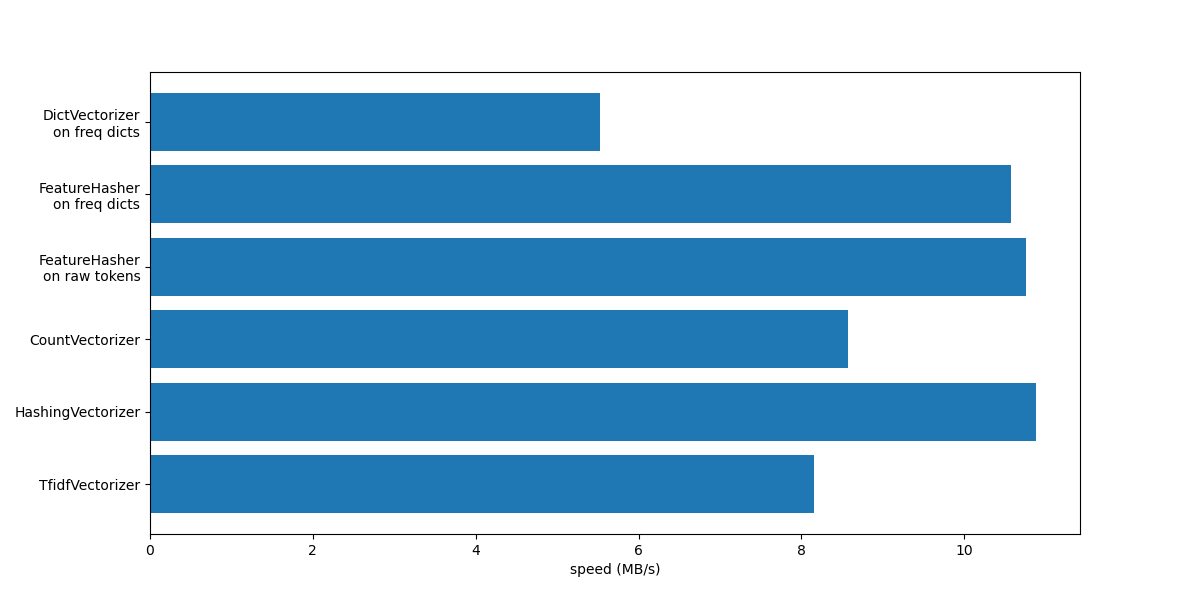 DictVectorizer
on freq dicts
FeatureHasher
on freq dicts
FeatureHasher
on raw tokens
CountVectorizer
HashingVectorizer
TfidfVectorizer
0 2 4 6 8 10
speed (MB/s)